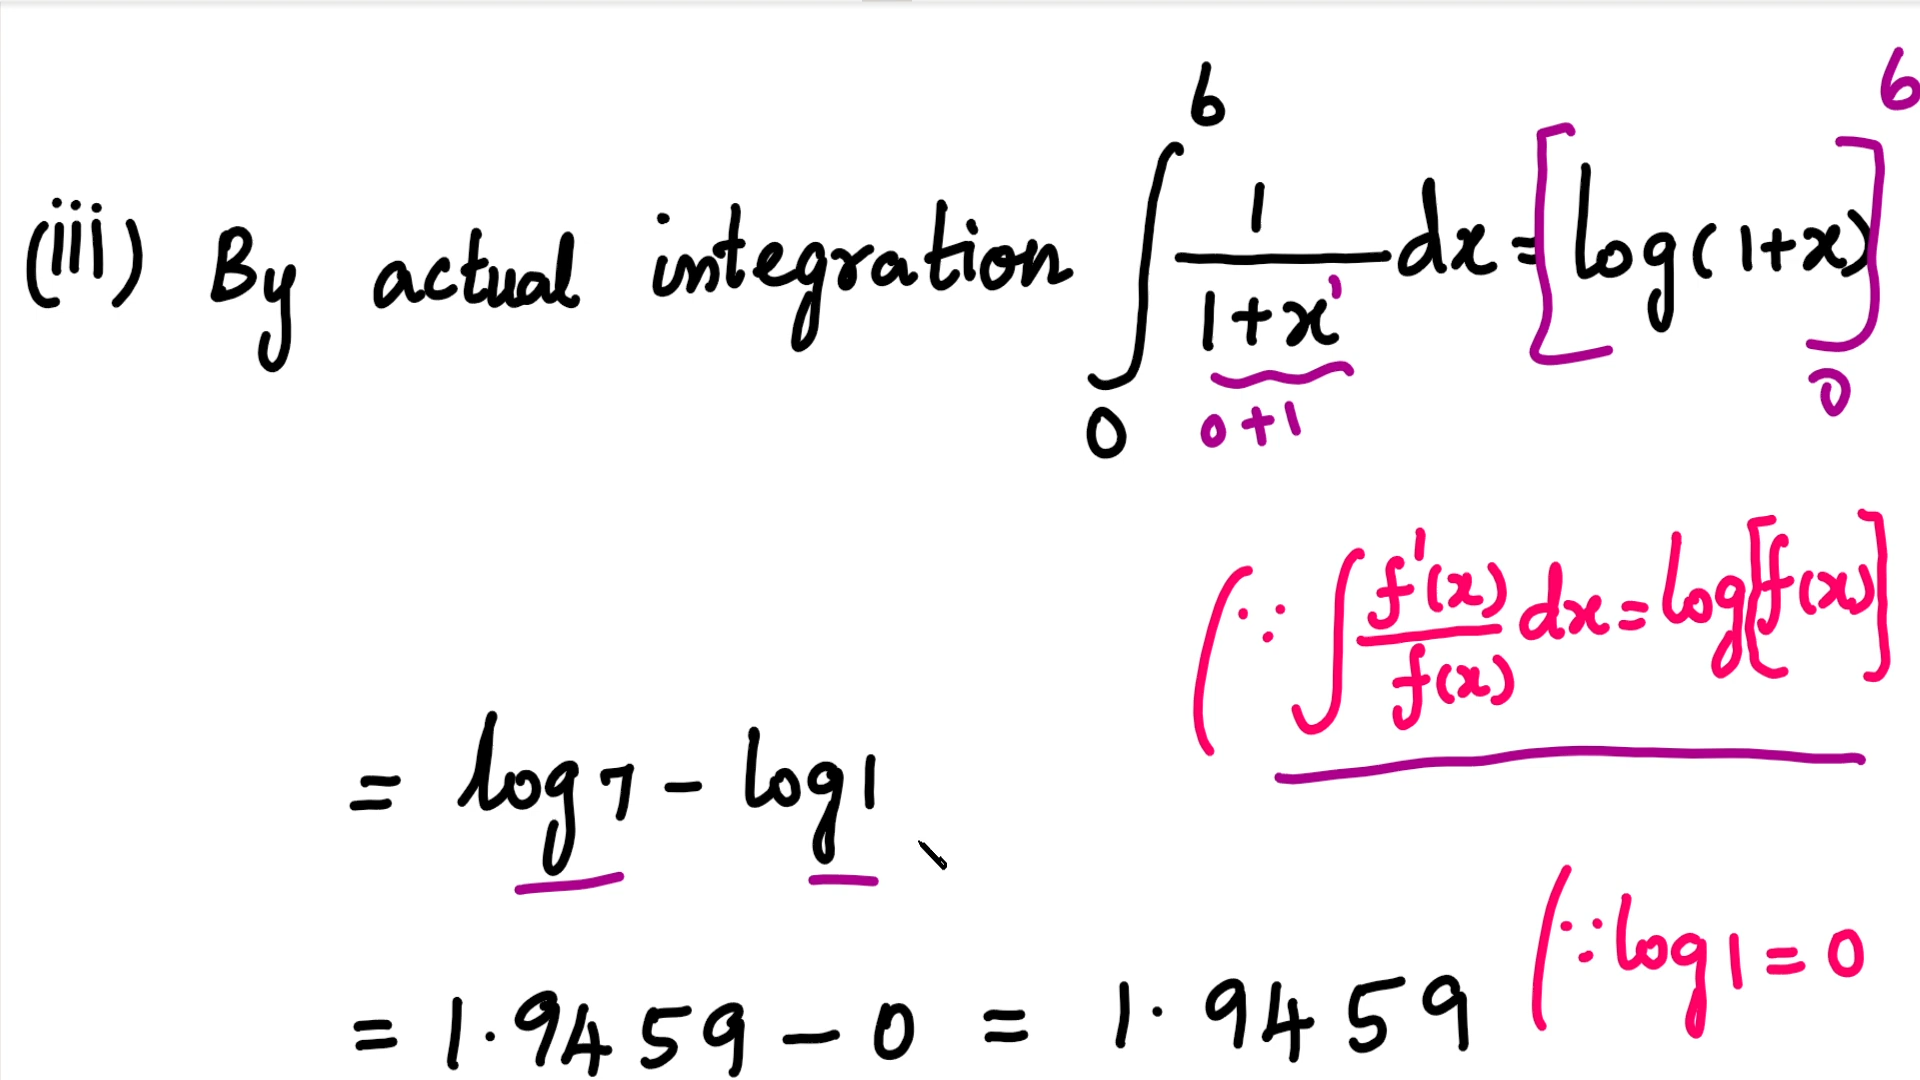 (iii) By actual integration ∫₀⁶ 1/(1+x¹) dx = [log(1+x)]₀⁶
0+1
(∵ ∫ f'(x)/f(x) dx = log[f(x)]
= log 7 − log 1
= 1.9459 − 0 = 1.9459 (∵ log 1 = 0